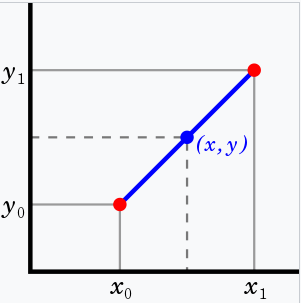 y₁
(x, y)
y₀
x₀
x₁